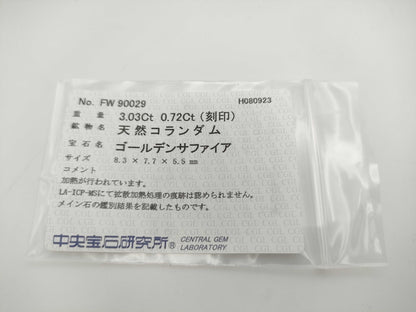 No. FW 90029 H080923
重量 3.03Ct 0.72Ct (刻印)
鉱物名 天然コランダム
宝石名 ゴールデンサファイア
サイズ 8.3 × 7.7 × 5.5 mm
コメント
加熱が行われています。
LA-ICP-MSにて拡散加熱処理の痕跡は認められません。
メイン石の鑑別結果を記載したものです。
中央宝石研究所® CENTRAL GEM LABORATORY